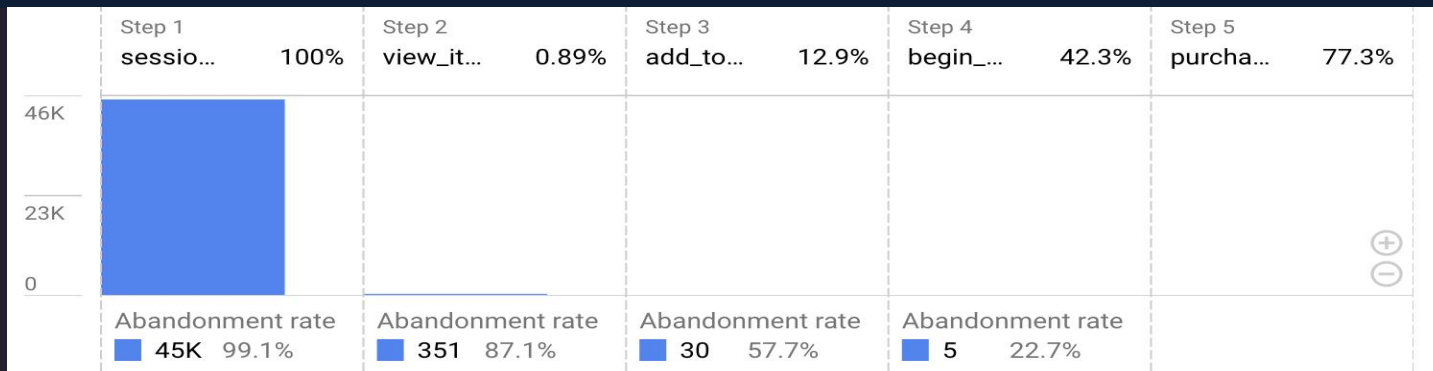 Step 1
sessio... 100%
Step 2
view_it... 0.89%
Step 3
add_to... 12.9%
Step 4
begin_... 42.3%
Step 5
purcha... 77.3%
46K
23K
0
Abandonment rate
45K 99.1%
Abandonment rate
351 87.1%
Abandonment rate
30 57.7%
Abandonment rate
5 22.7%